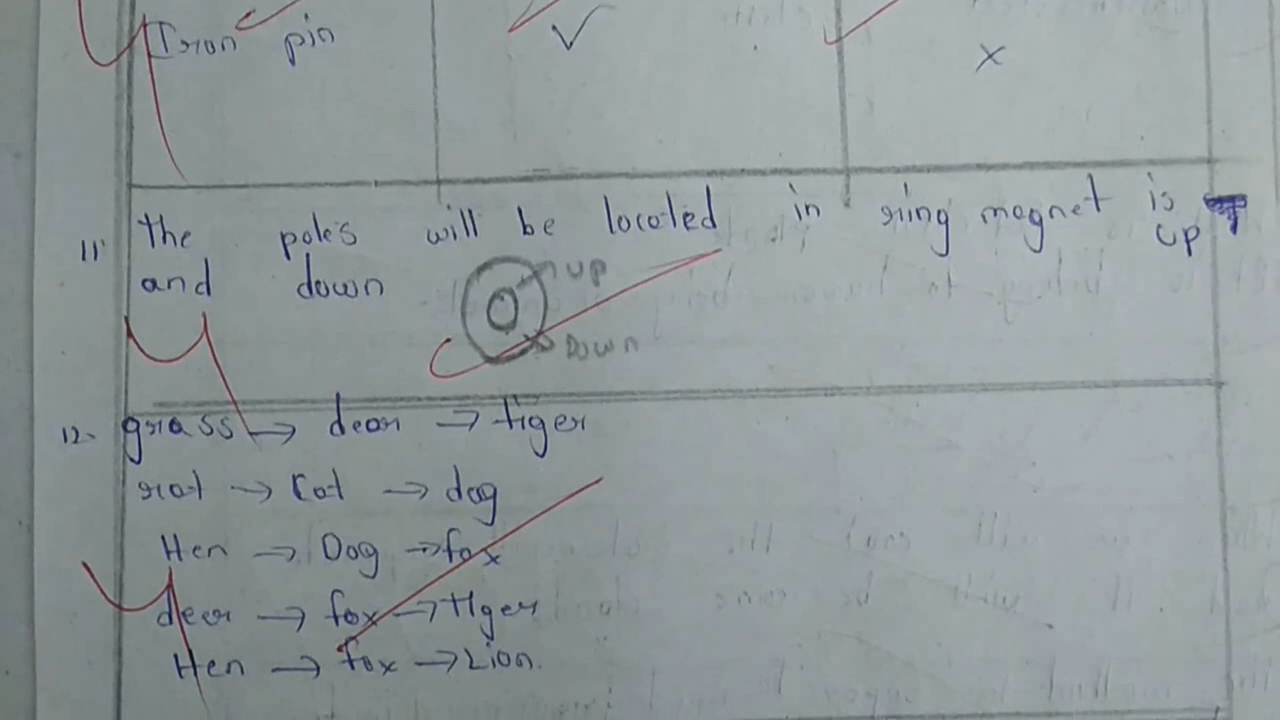 Iron pin √ x
11 The poles will be located in ring magnet is up
and down
up
Down
12. grass → dear → tiger
rat → Cat → dog
Hen → Dog → fox
deer → fox → tiger
Hen → fox → Lion.